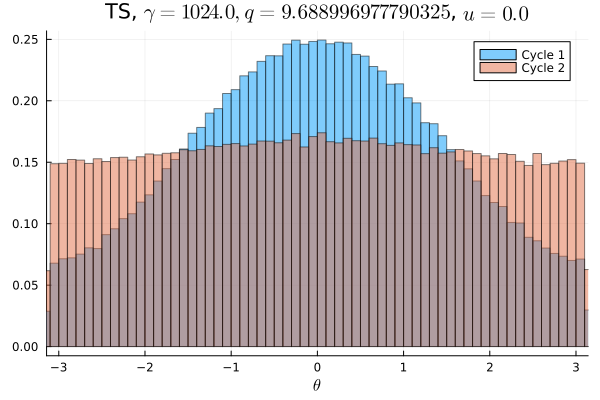 TS, γ = 1024.0, q = 9.688996977790325, u = 0.0
0.25
0.20
0.15
0.10
0.05
0.00
Cycle 1
Cycle 2
−3 −2 −1 0 1 2 3
θ